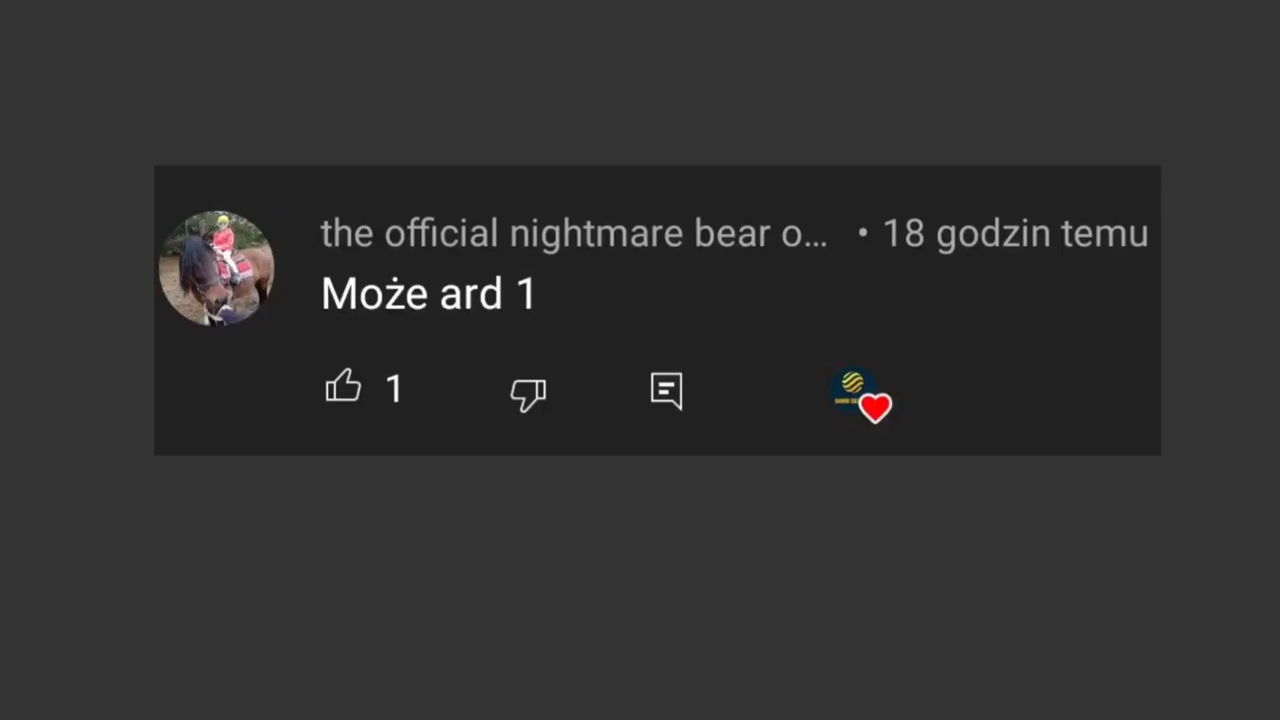 the official nightmare bear o... • 18 godzin temu
Może ard 1
1